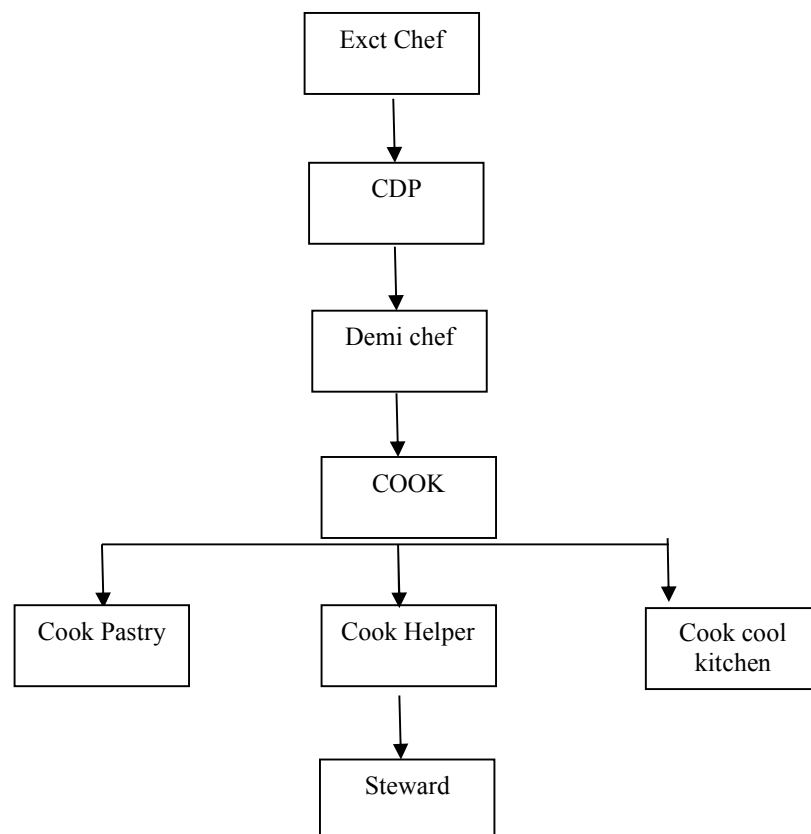 Exct Chef
CDP
Demi chef
COOK
Cook Pastry
Cook Helper
Cook cool
kitchen
Steward